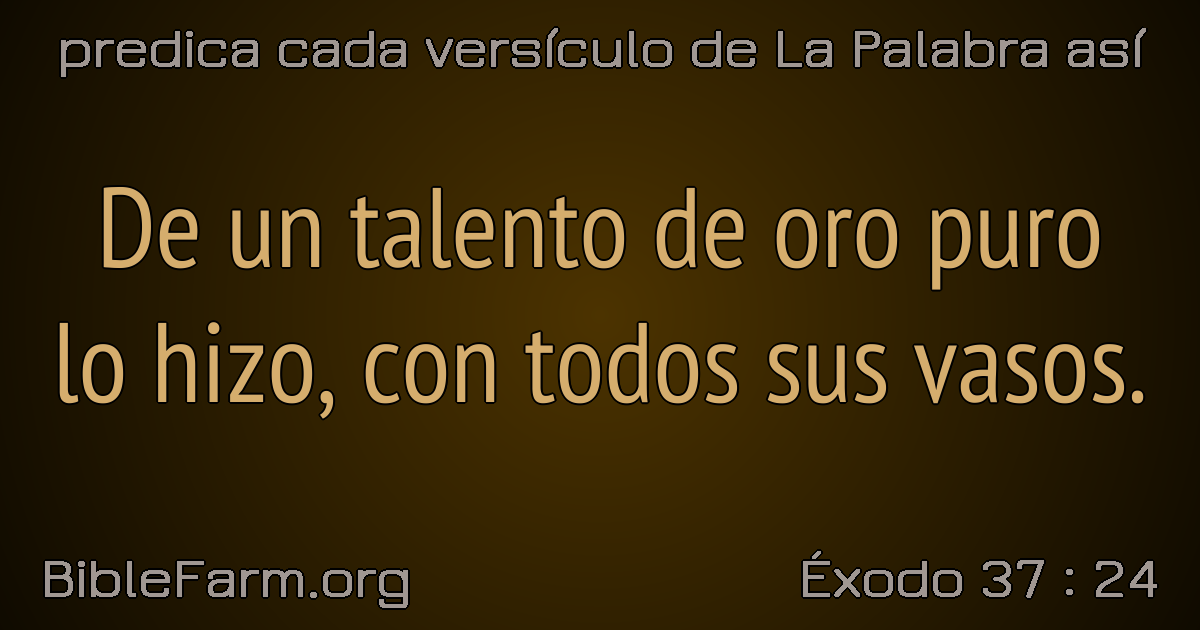 predica cada versículo de La Palabra así
De un talento de oro puro
lo hizo, con todos sus vasos.
BibleFarm.org
Éxodo 37 : 24